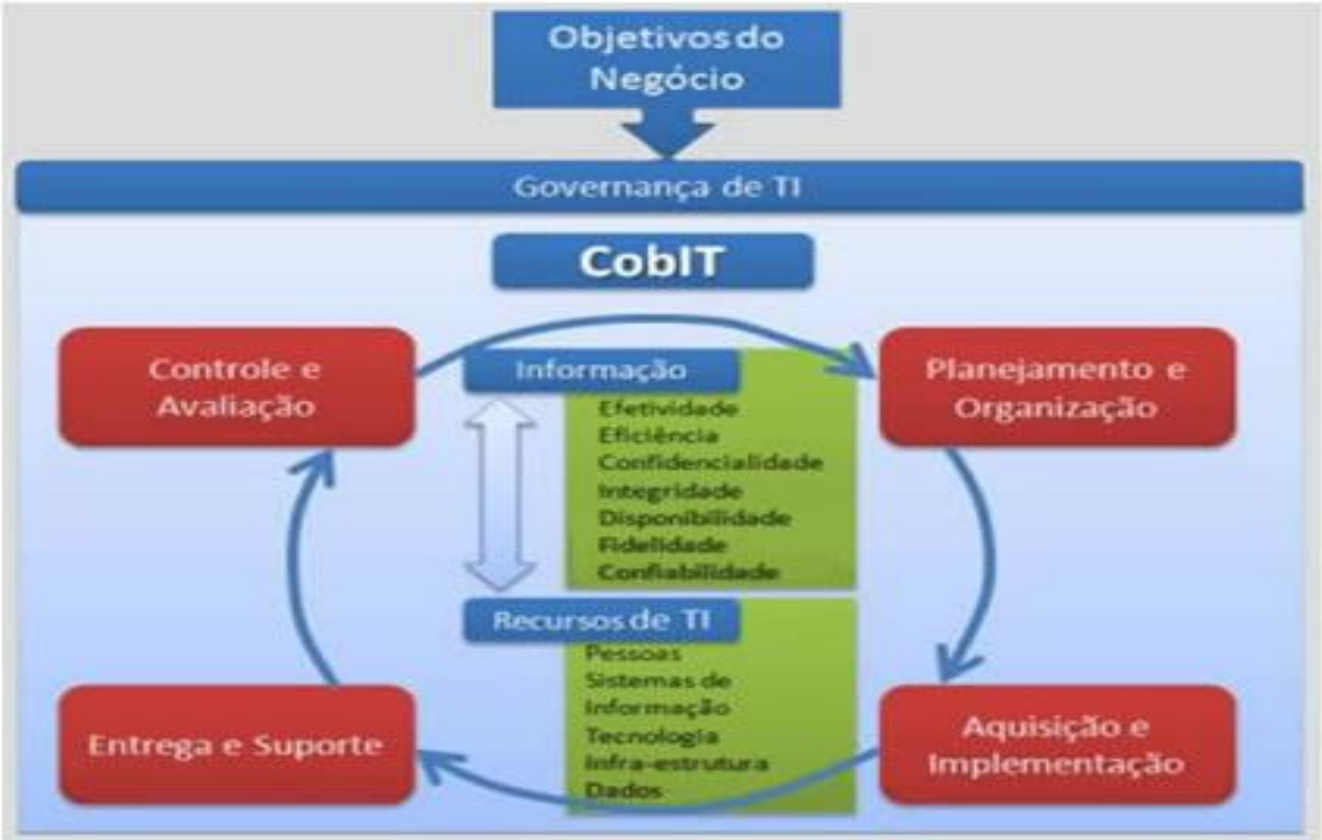 Objetivos do
Negócio
Governança de TI
CobIT
Controle e
Avaliação
Informação
Efetividade
Eficiência
Confidencialidade
Integridade
Disponibilidade
Fidelidade
Confiabilidade
Planejamento e
Organização
Recursos de TI
Pessoas
Sistemas de
Informação
Tecnologia
Infra-estrutura
Dados
Entrega e Suporte
Aquisição e
Implementação